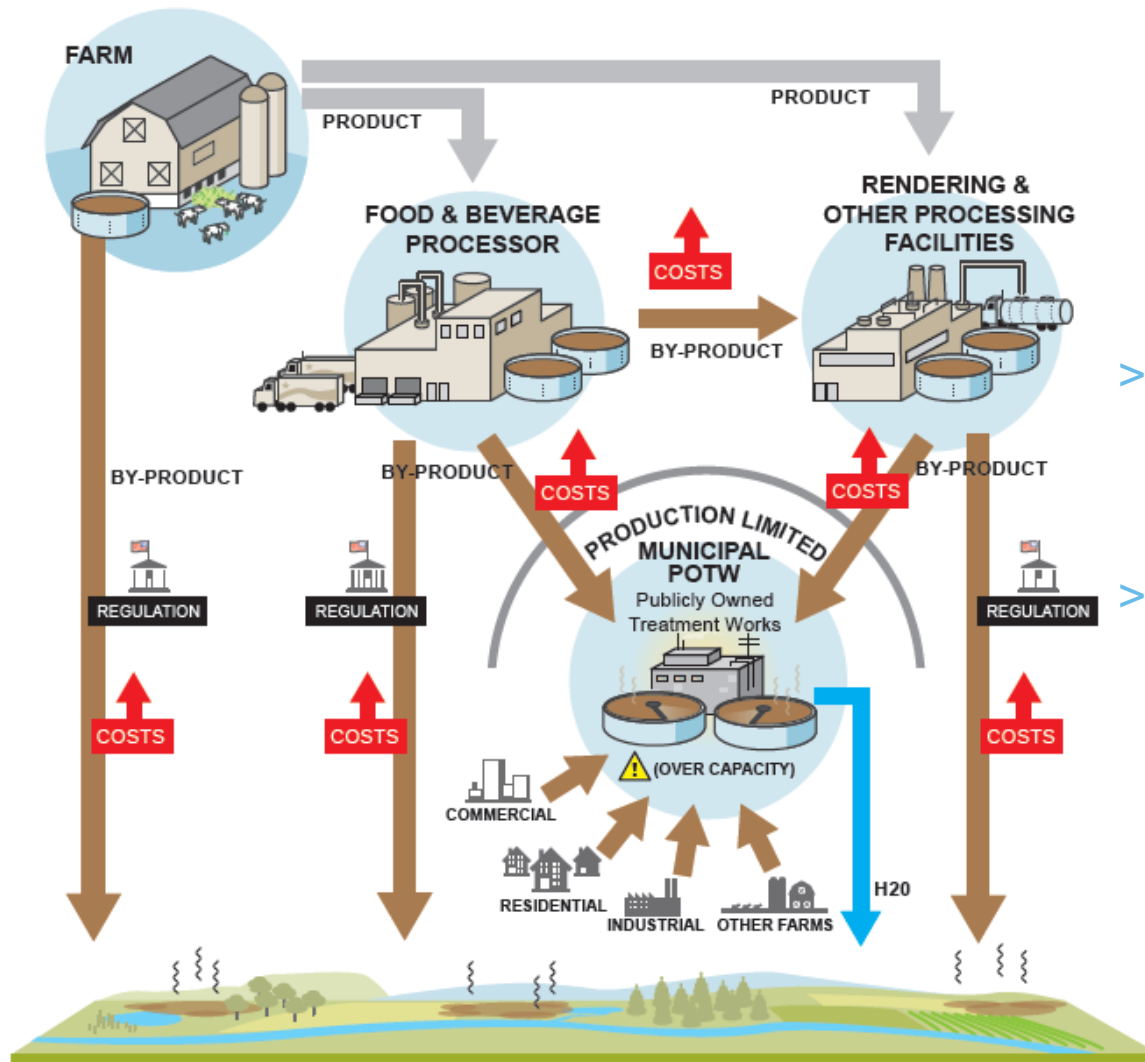 FARM
PRODUCT
PRODUCT
FOOD & BEVERAGE
PROCESSOR
RENDERING &
OTHER PROCESSING
FACILITIES
COSTS
BY-PRODUCT
>
BY-PRODUCT
BY-PRODUCT
COSTS
COSTS
BY-PRODUCT
PRODUCTION LIMITED
MUNICIPAL
POTW
Publicly Owned
Treatment Works
REGULATION
REGULATION
REGULATION
>
COSTS
COSTS
COSTS
(OVER CAPACITY)
COMMERCIAL
RESIDENTIAL
INDUSTRIAL
OTHER FARMS
H20